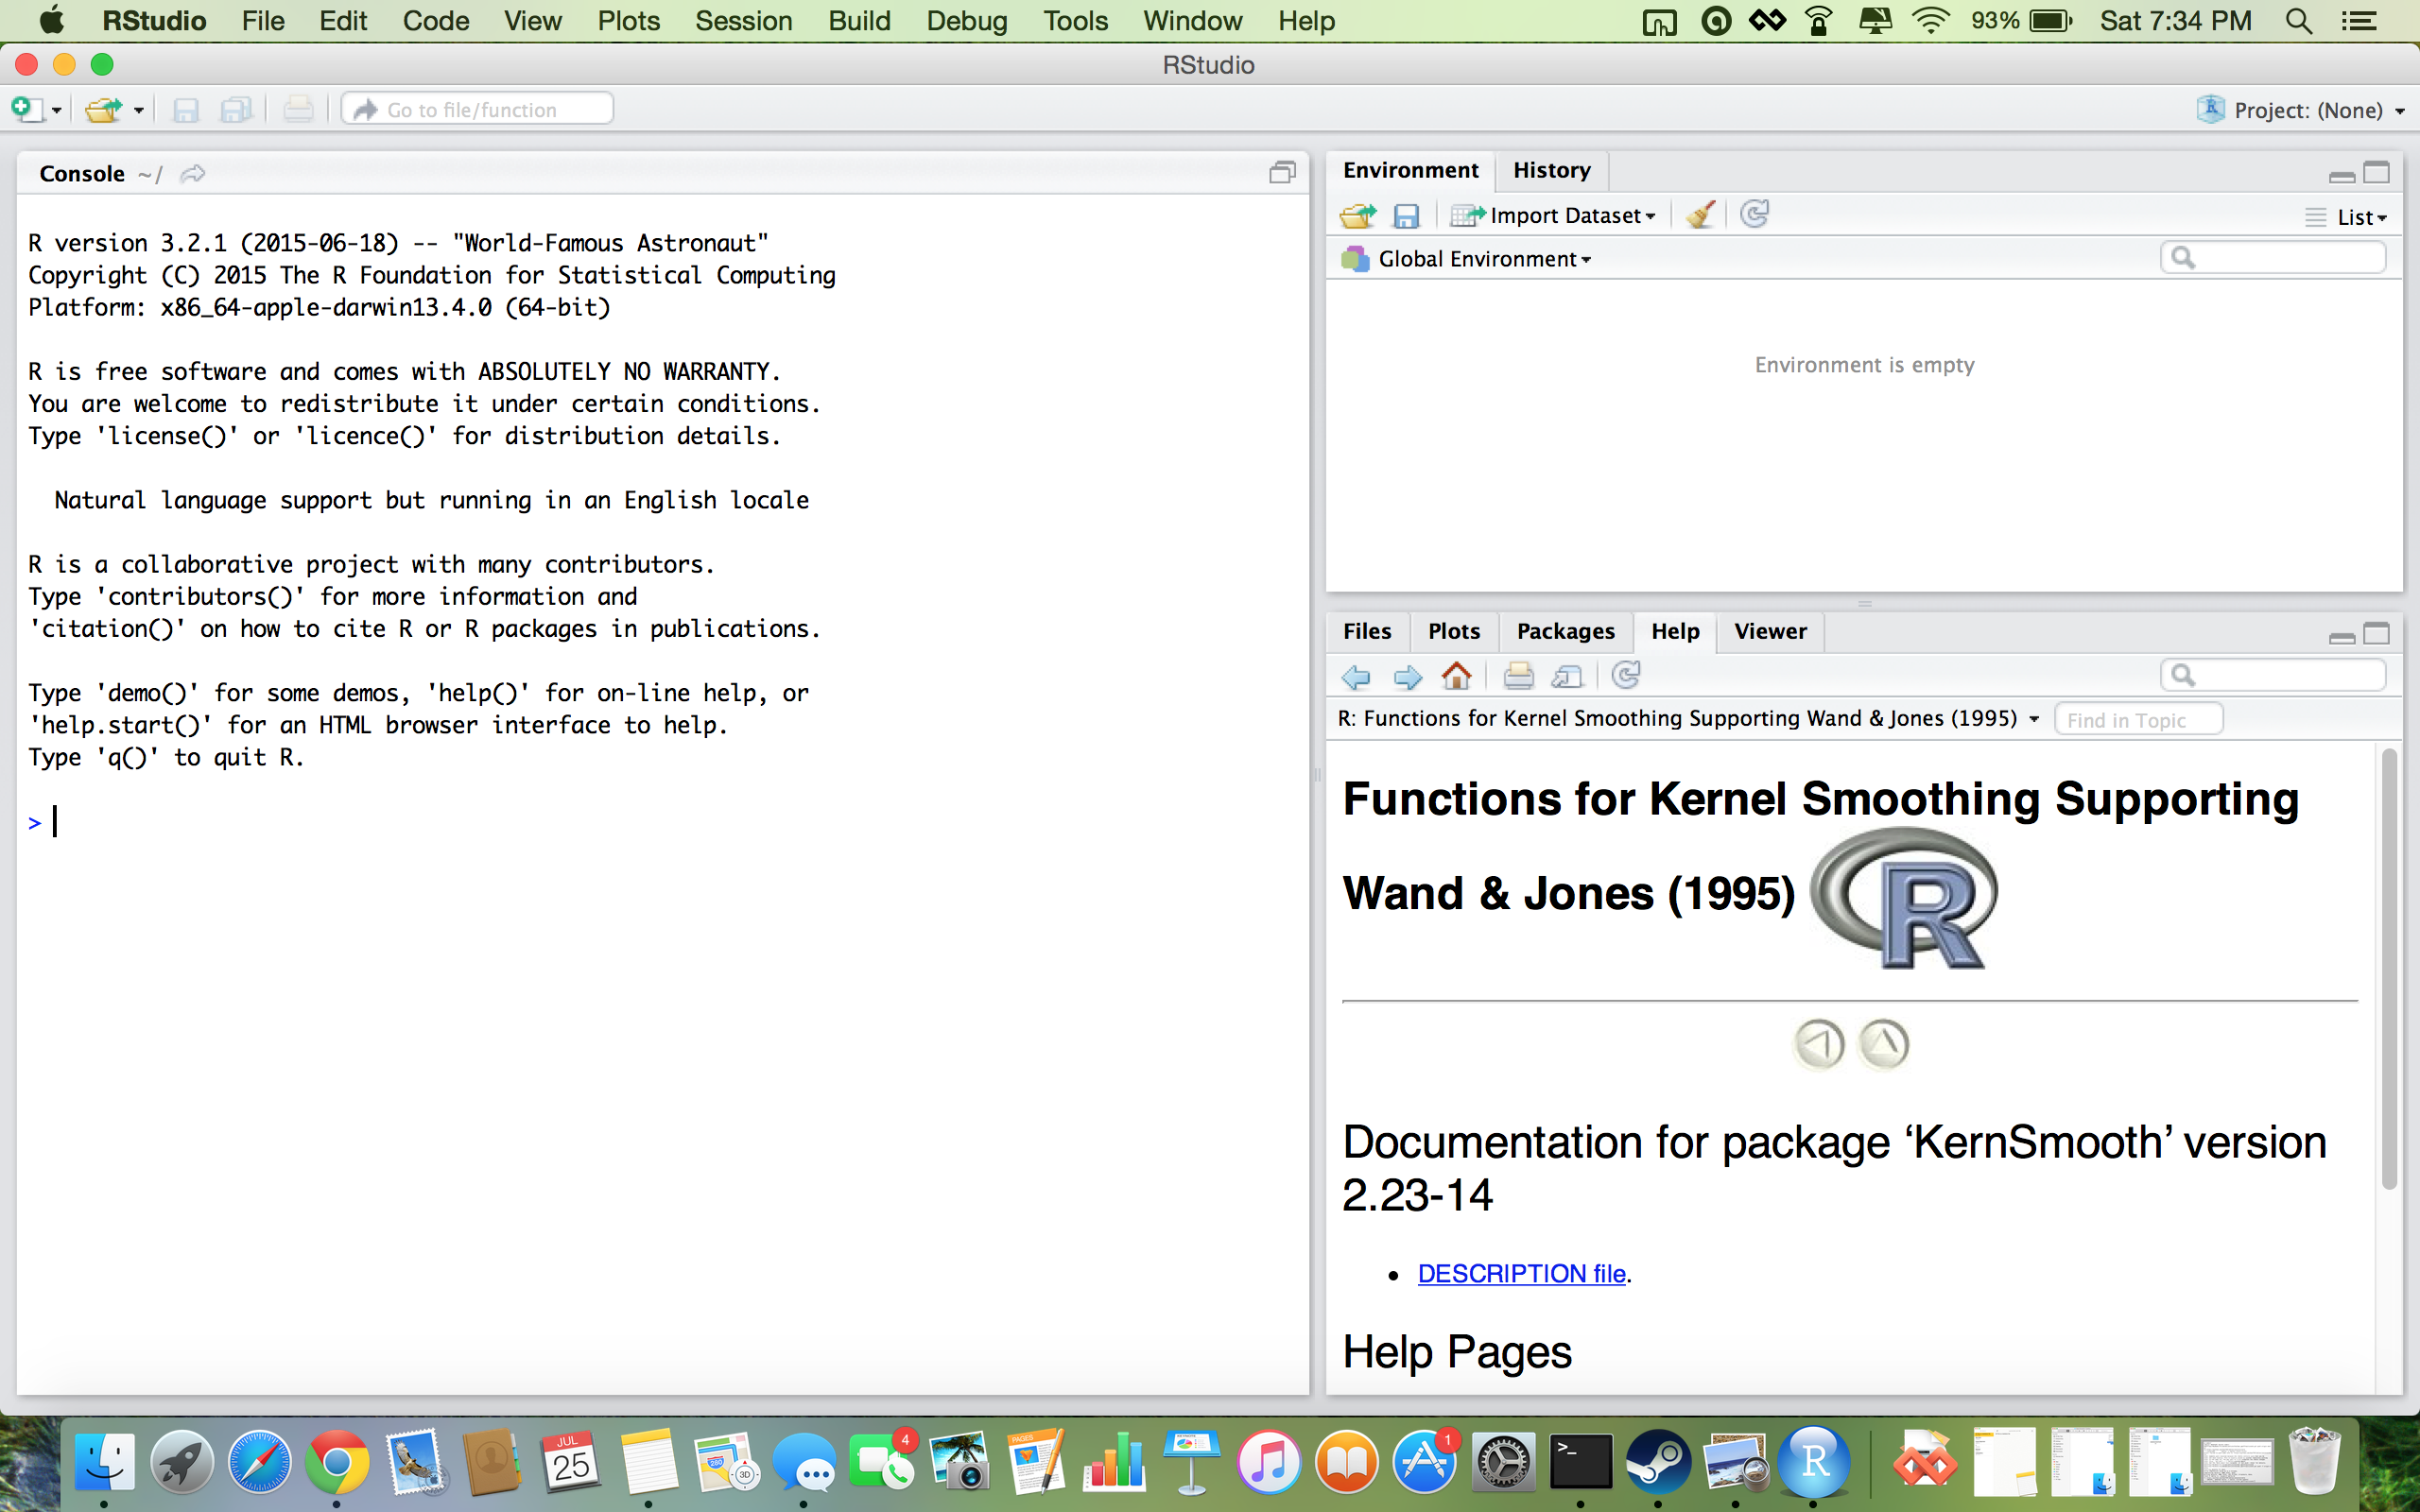 RStudio File Edit Code View Plots Session Build Debug Tools Window Help 93% Sat 7:34 PM
RStudio
Go to file/function Project: (None)
Console ~/
R version 3.2.1 (2015-06-18) -- "World-Famous Astronaut"
Copyright (C) 2015 The R Foundation for Statistical Computing
Platform: x86_64-apple-darwin13.4.0 (64-bit)
R is free software and comes with ABSOLUTELY NO WARRANTY.
You are welcome to redistribute it under certain conditions.
Type 'license()' or 'licence()' for distribution details.
Natural language support but running in an English locale
R is a collaborative project with many contributors.
Type 'contributors()' for more information and
'citation()' on how to cite R or R packages in publications.
Type 'demo()' for some demos, 'help()' for on-line help, or
'help.start()' for an HTML browser interface to help.
Type 'q()' to quit R.
>
Environment History
Import Dataset List
Global Environment
Environment is empty
Files Plots Packages Help Viewer
R: Functions for Kernel Smoothing Supporting Wand & Jones (1995) Find in Topic
Functions for Kernel Smoothing Supporting
Wand & Jones (1995) R
Documentation for package ‘KernSmooth’ version
2.23-14
DESCRIPTION file.
Help Pages
JUL
25
280
3D
4
PAGES
1
>_
R